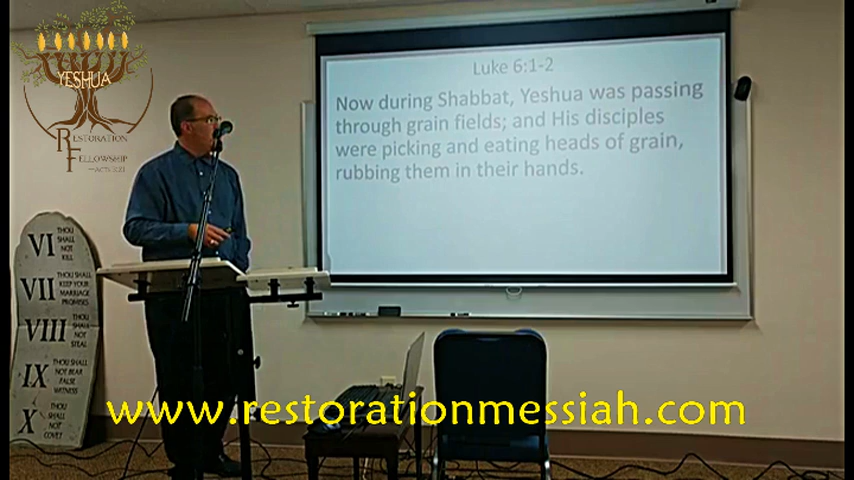 YESHUA
RESTORATION
FELLOWSHIP
Luke 6:1-2
Now during Shabbat, Yeshua was passing
through grain fields; and His disciples
were picking and eating heads of grain,
rubbing them in their hands.
VI THOU
SHALL
NOT
KILL
VII THOU SHALL
KEEP YOUR
MARRIAGE
PROMISES
VIII THOU
SHALT
NOT
STEAL
IX THOU SHALL
NOT BEAR
FALSE
WITNESS
X THOU
SHALL
NOT
COVET
www.restorationmessiah.com